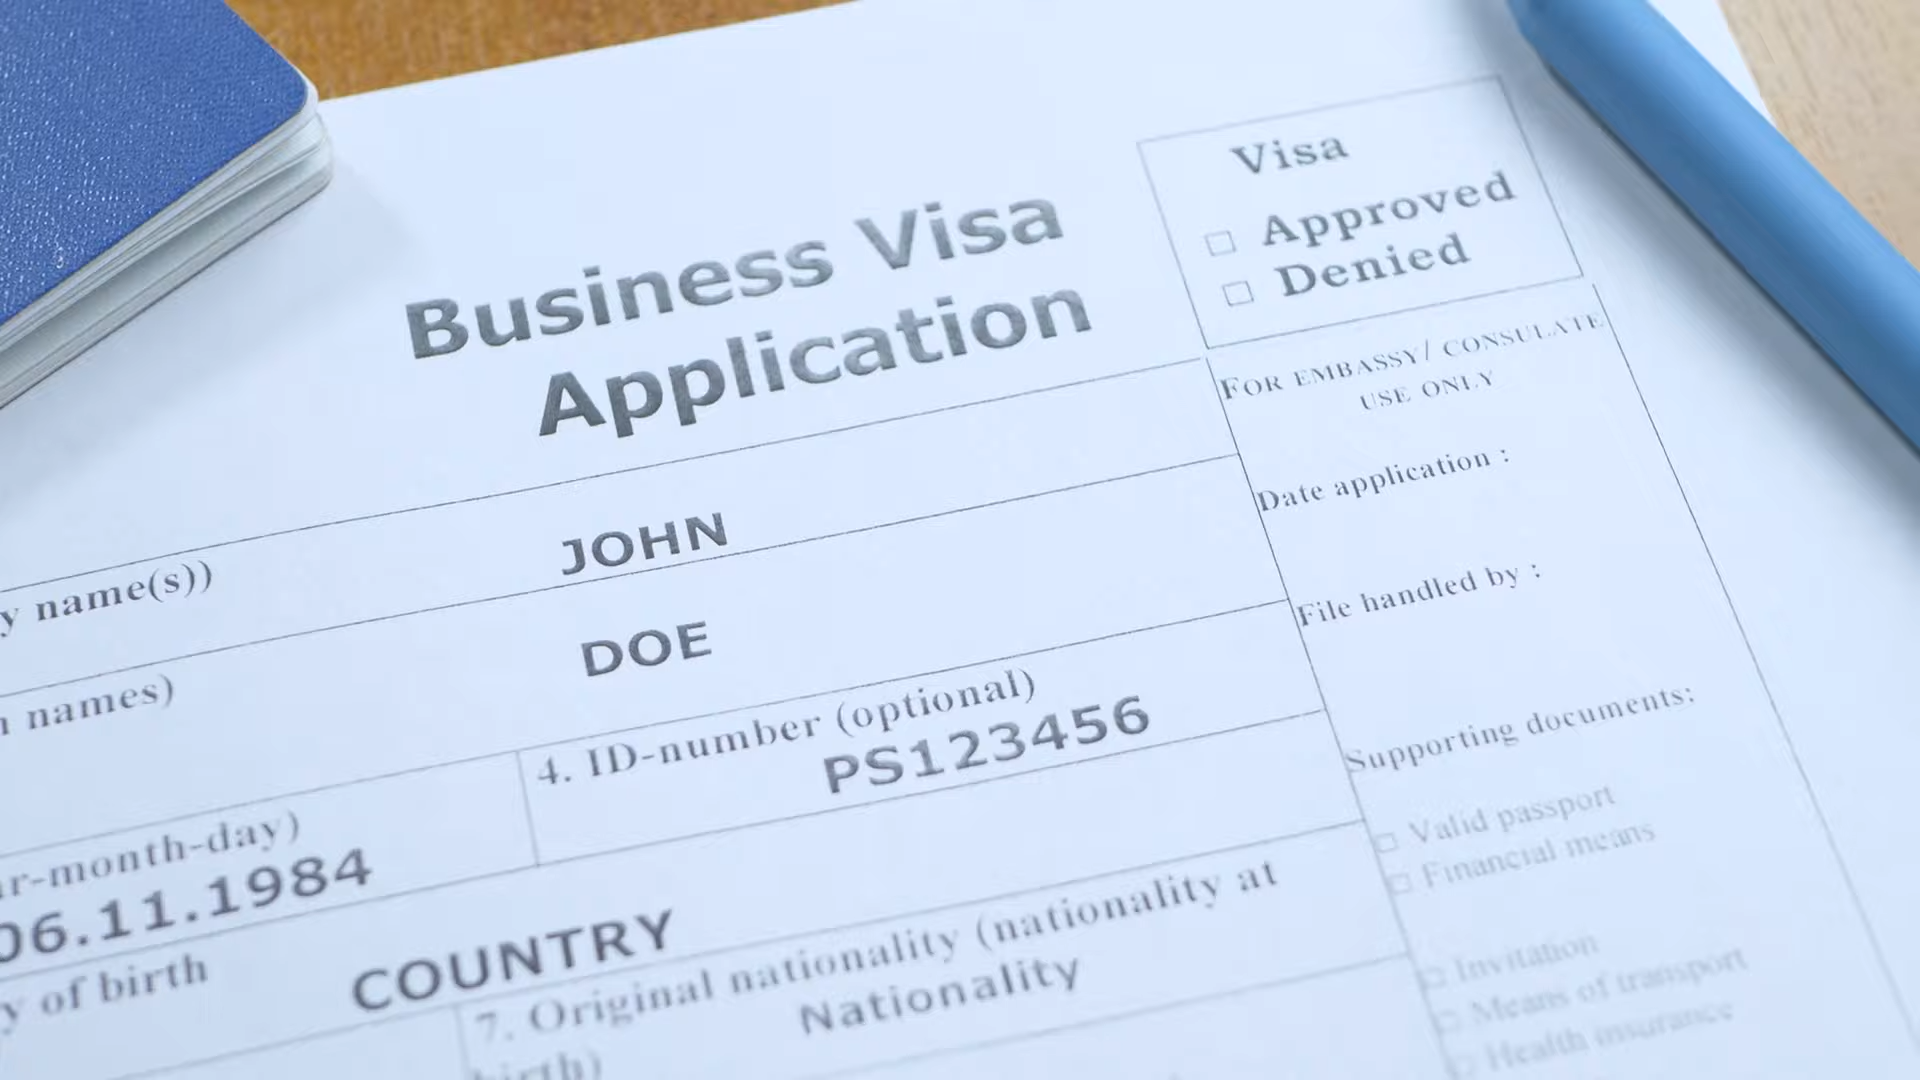 Business Visa
Application
Visa
Approved
Denied
FOR EMBASSY/ CONSULATE
USE ONLY
Date application :
File handled by :
Supporting documents:
Valid passport
Financial means
Invitation
Means of transport
Health insurance
y name(s))
JOHN
n names)
DOE
ar-month-day)
06.11.1984
4. ID-number (optional)
PS123456
y of birth
COUNTRY
7. Original nationality (nationality at
birth)
Nationality